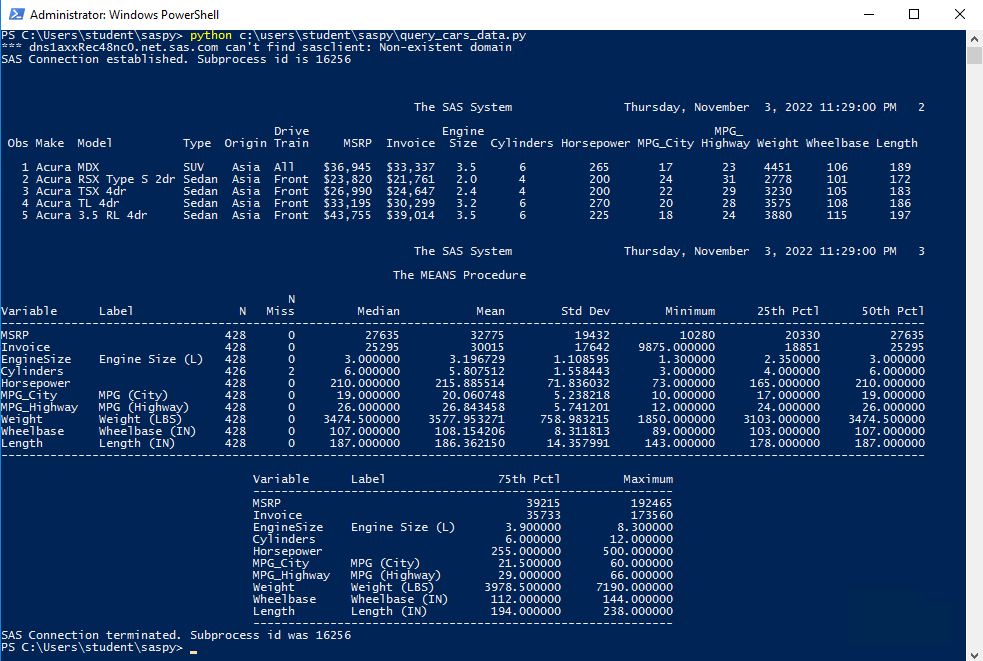 Administrator: Windows PowerShell
PS C:\Users\student\saspy> python c:\users\student\saspy\query_cars_data.py
*** dns1axxRec48nc0.net.sas.com can't find sasclient: Non-existent domain
SAS Connection established. Subprocess id is 16256
The SAS System Thursday, November 3, 2022 11:29:00 PM 2
Drive Engine MPG_
Obs Make Model Type Origin Train MSRP Invoice Size Cylinders Horsepower MPG_City Highway Weight Wheelbase Length
1 Acura MDX SUV Asia All $36,945 $33,337 3.5 6 265 17 23 4451 106 189
2 Acura RSX Type S 2dr Sedan Asia Front $23,820 $21,761 2.0 4 200 24 31 2778 101 172
3 Acura TSX 4dr Sedan Asia Front $26,990 $24,647 2.4 4 200 22 29 3230 105 183
4 Acura TL 4dr Sedan Asia Front $33,195 $30,299 3.2 6 270 20 28 3575 108 186
5 Acura 3.5 RL 4dr Sedan Asia Front $43,755 $39,014 3.5 6 225 18 24 3880 115 197
The SAS System Thursday, November 3, 2022 11:29:00 PM 3
The MEANS Procedure
N
Variable Label N Miss Median Mean Std Dev Minimum 25th Pctl 50th Pctl
MSRP 428 0 27635 32775 19432 10280 20330 27635
Invoice 428 0 25295 30015 17642 9875.000000 18851 25295
EngineSize Engine Size (L) 428 0 3.000000 3.196729 1.108595 1.300000 2.350000 3.000000
Cylinders 426 2 6.000000 5.807512 1.558443 3.000000 4.000000 6.000000
Horsepower 428 0 210.000000 215.885514 71.836032 73.000000 165.000000 210.000000
MPG_City MPG (City) 428 0 19.000000 20.060748 5.238218 10.000000 17.000000 19.000000
MPG_Highway MPG (Highway) 428 0 26.000000 26.843458 5.741201 12.000000 24.000000 26.000000
Weight Weight (LBS) 428 0 3474.500000 3577.953271 758.983215 1850.000000 3103.000000 3474.500000
Wheelbase Wheelbase (IN) 428 0 107.000000 108.154206 8.311813 89.000000 103.000000 107.000000
Length Length (IN) 428 0 187.000000 186.362150 14.357991 143.000000 178.000000 187.000000
Variable Label 75th Pctl Maximum
MSRP 39215 192465
Invoice 35733 173560
EngineSize Engine Size (L) 3.900000 8.300000
Cylinders 6.000000 12.000000
Horsepower 255.000000 500.000000
MPG_City MPG (City) 21.500000 60.000000
MPG_Highway MPG (Highway) 29.000000 66.000000
Weight Weight (LBS) 3978.500000 7190.000000
Wheelbase Wheelbase (IN) 112.000000 144.000000
Length Length (IN) 194.000000 238.000000
SAS Connection terminated. Subprocess id was 16256
PS C:\Users\student\saspy>